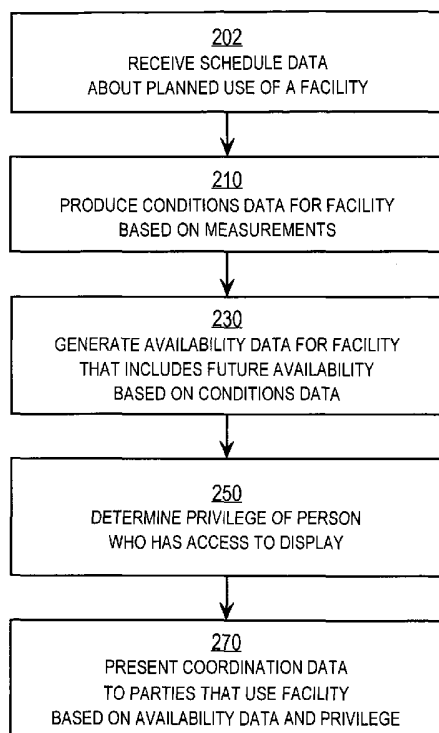 202
RECEIVE SCHEDULE DATA
ABOUT PLANNED USE OF A FACILITY
210
PRODUCE CONDITIONS DATA FOR FACILITY
BASED ON MEASUREMENTS
230
GENERATE AVAILABILITY DATA FOR FACILITY
THAT INCLUDES FUTURE AVAILABILITY
BASED ON CONDITIONS DATA
250
DETERMINE PRIVILEGE OF PERSON
WHO HAS ACCESS TO DISPLAY
270
PRESENT COORDINATION DATA
TO PARTIES THAT USE FACILITY
BASED ON AVAILABILITY DATA AND PRIVILEGE